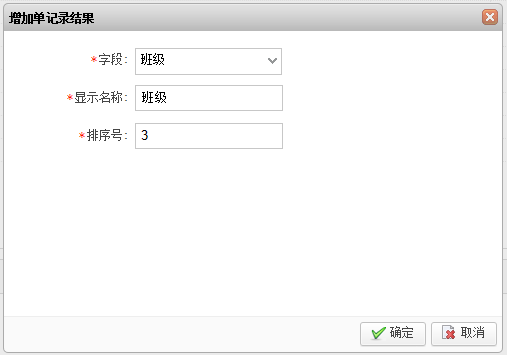 增加单记录结果
*字段: 班级
*显示名称: 班级
*排序号: 3
确定 取消